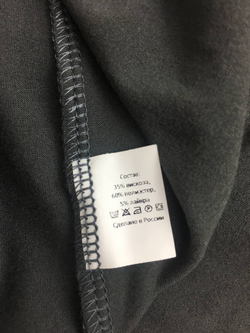 Состав:
35% вискоза,
60% полиэстер,
5% лайкра
Сделано в России